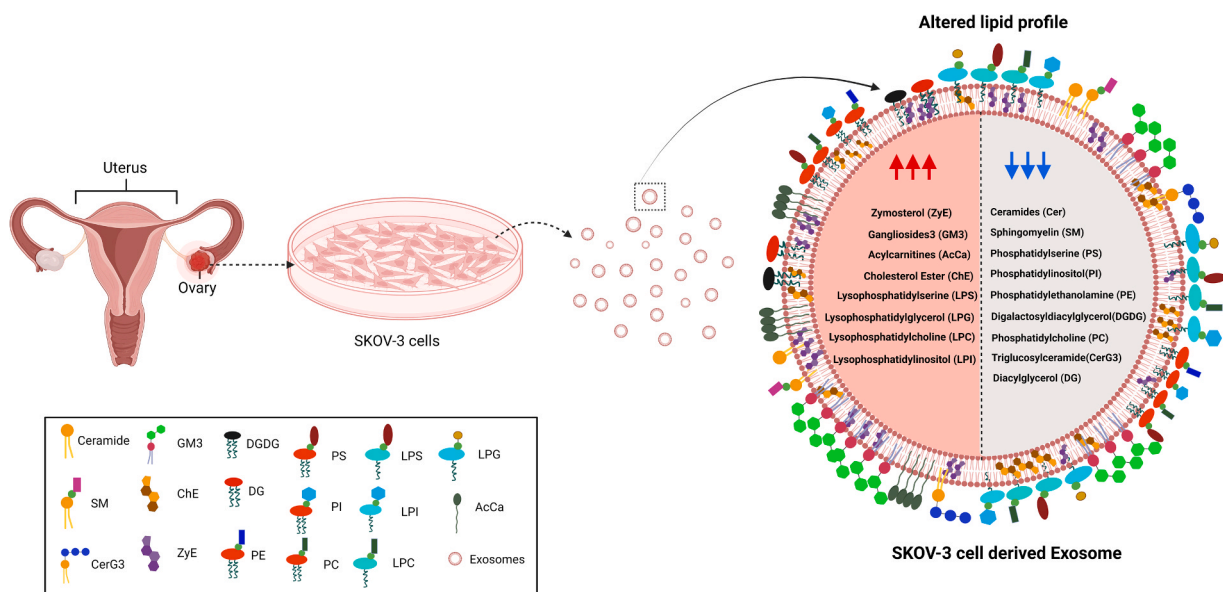 Altered lipid profile
Uterus
Ovary
SKOV-3 cells
Zymosterol (ZyE)
Gangliosides3 (GM3)
Acylcarnitines (AcCa)
Cholesterol Ester (ChE)
Lysophosphatidylserine (LPS)
Lysophosphatidylglycerol (LPG)
Lysophosphatidylcholine (LPC)
Lysophosphatidylinositol (LPI)
Ceramides (Cer)
Sphingomyelin (SM)
Phosphatidylserine (PS)
Phosphatidylinositol(PI)
Phosphatidylethanolamine (PE)
Digalactosyldiacylglycerol(DGDG)
Phosphatidylcholine (PC)
Triglucosylceramide(CerG3)
Diacylglycerol (DG)
SKOV-3 cell derived Exosome
Ceramide
GM3
DGDG
PS
LPS
LPG
SM
ChE
DG
PI
LPI
AcCa
CerG3
ZyE
PE
PC
LPC
Exosomes